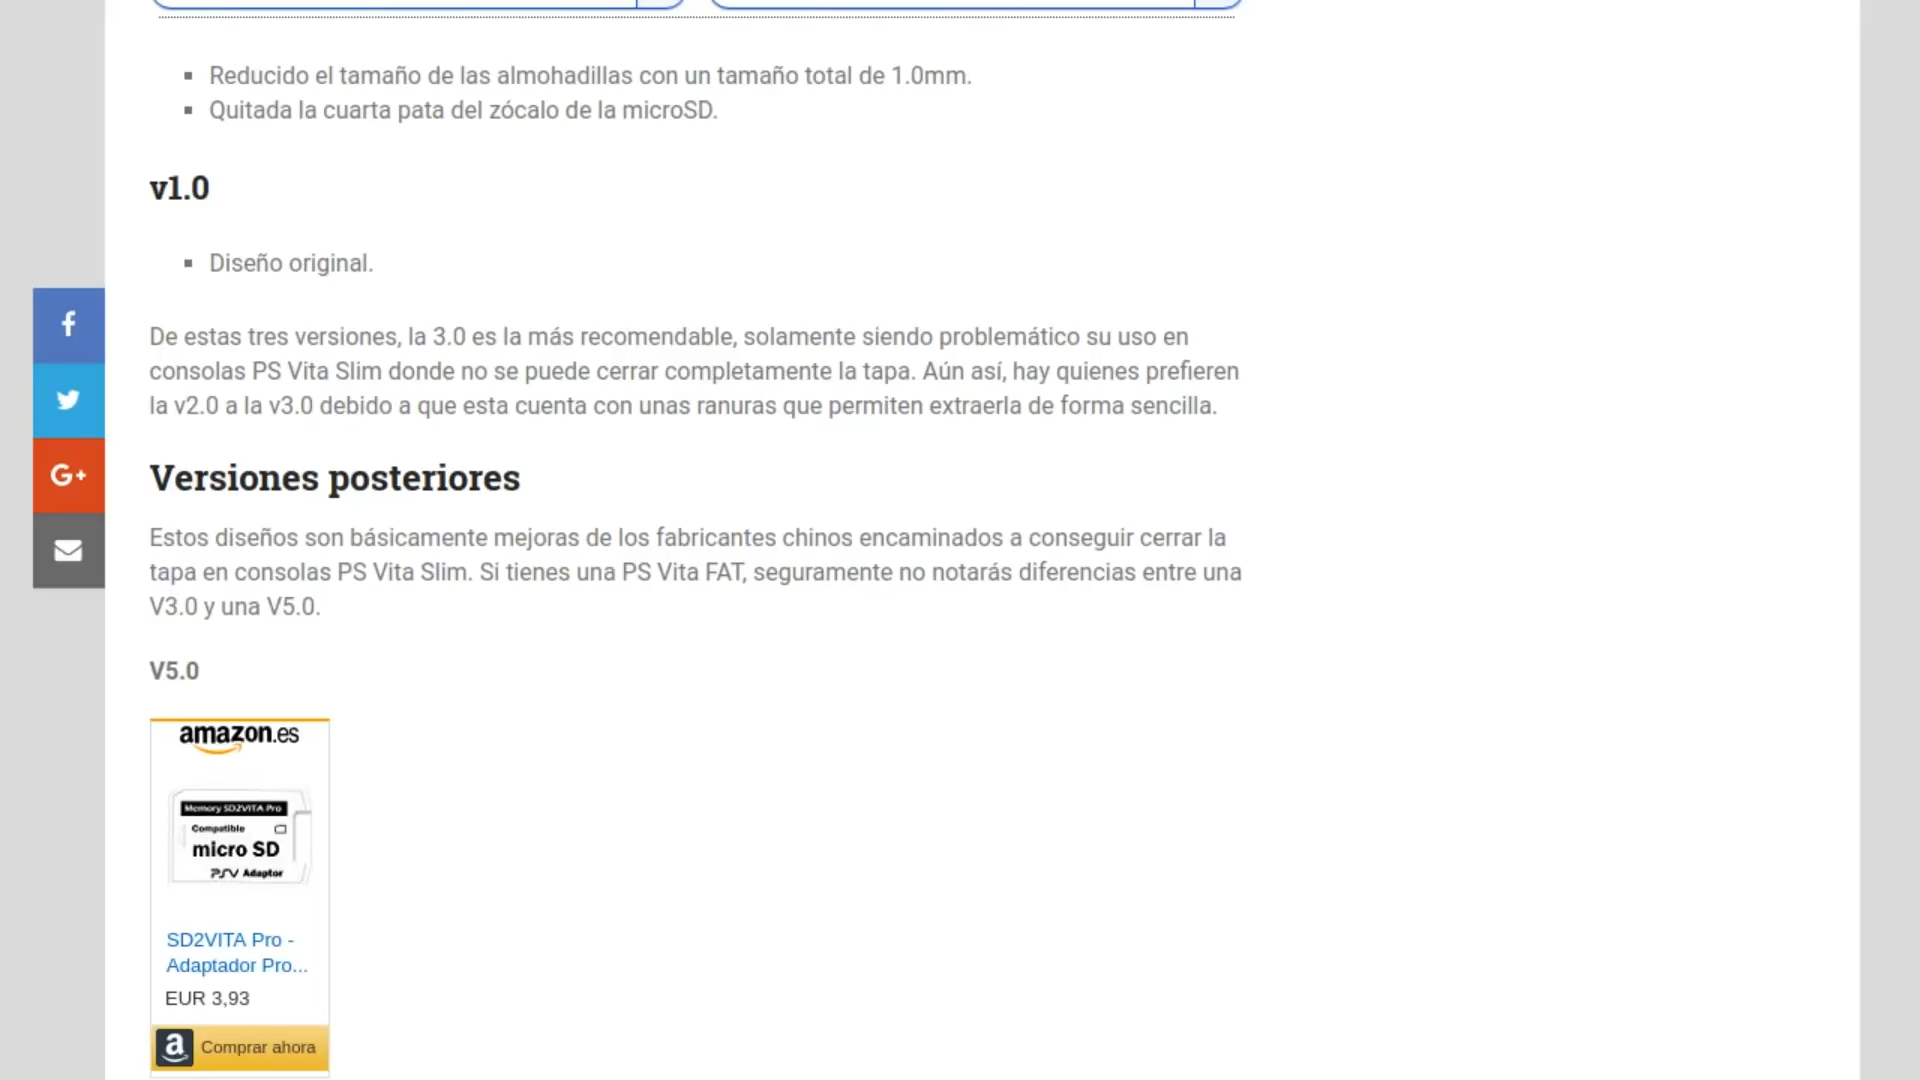 Reducido el tamaño de las almohadillas con un tamaño total de 1.0mm.
Quitada la cuarta pata del zócalo de la microSD.
v1.0
Diseño original.
De estas tres versiones, la 3.0 es la más recomendable, solamente siendo problemático su uso en
consolas PS Vita Slim donde no se puede cerrar completamente la tapa. Aún así, hay quienes prefieren
la v2.0 a la v3.0 debido a que esta cuenta con unas ranuras que permiten extraerla de forma sencilla.
Versiones posteriores
Estos diseños son básicamente mejoras de los fabricantes chinos encaminados a conseguir cerrar la
tapa en consolas PS Vita Slim. Si tienes una PS Vita FAT, seguramente no notarás diferencias entre una
V3.0 y una V5.0.
V5.0
amazon.es
Memory SD2VITA Pro
Compatible
micro SD
PSV Adaptor
SD2VITA Pro -
Adaptador Pro...
EUR 3,93
a Comprar ahora
f
G+